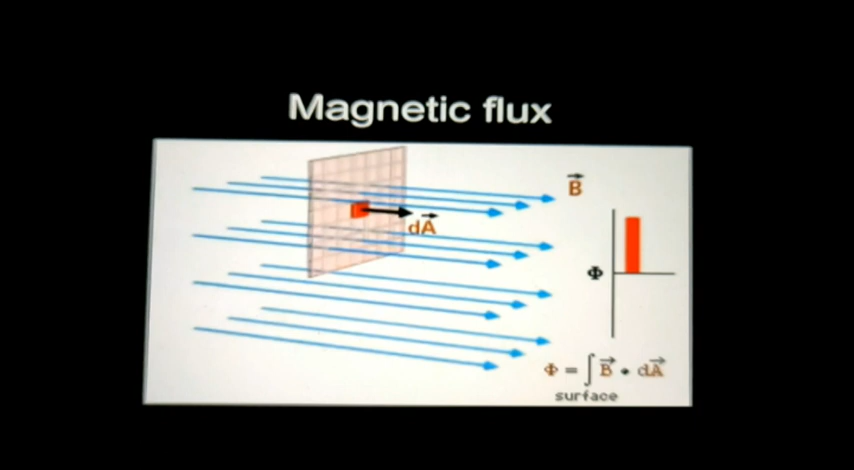 Magnetic flux
B⃗
dA⃗
Φ
Φ = ∫ B⃗ • dA⃗
surface